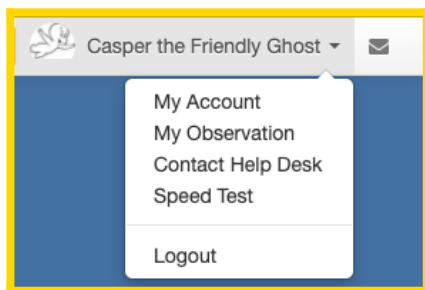 Casper the Friendly Ghost
My Account
My Observation
Contact Help Desk
Speed Test
Logout